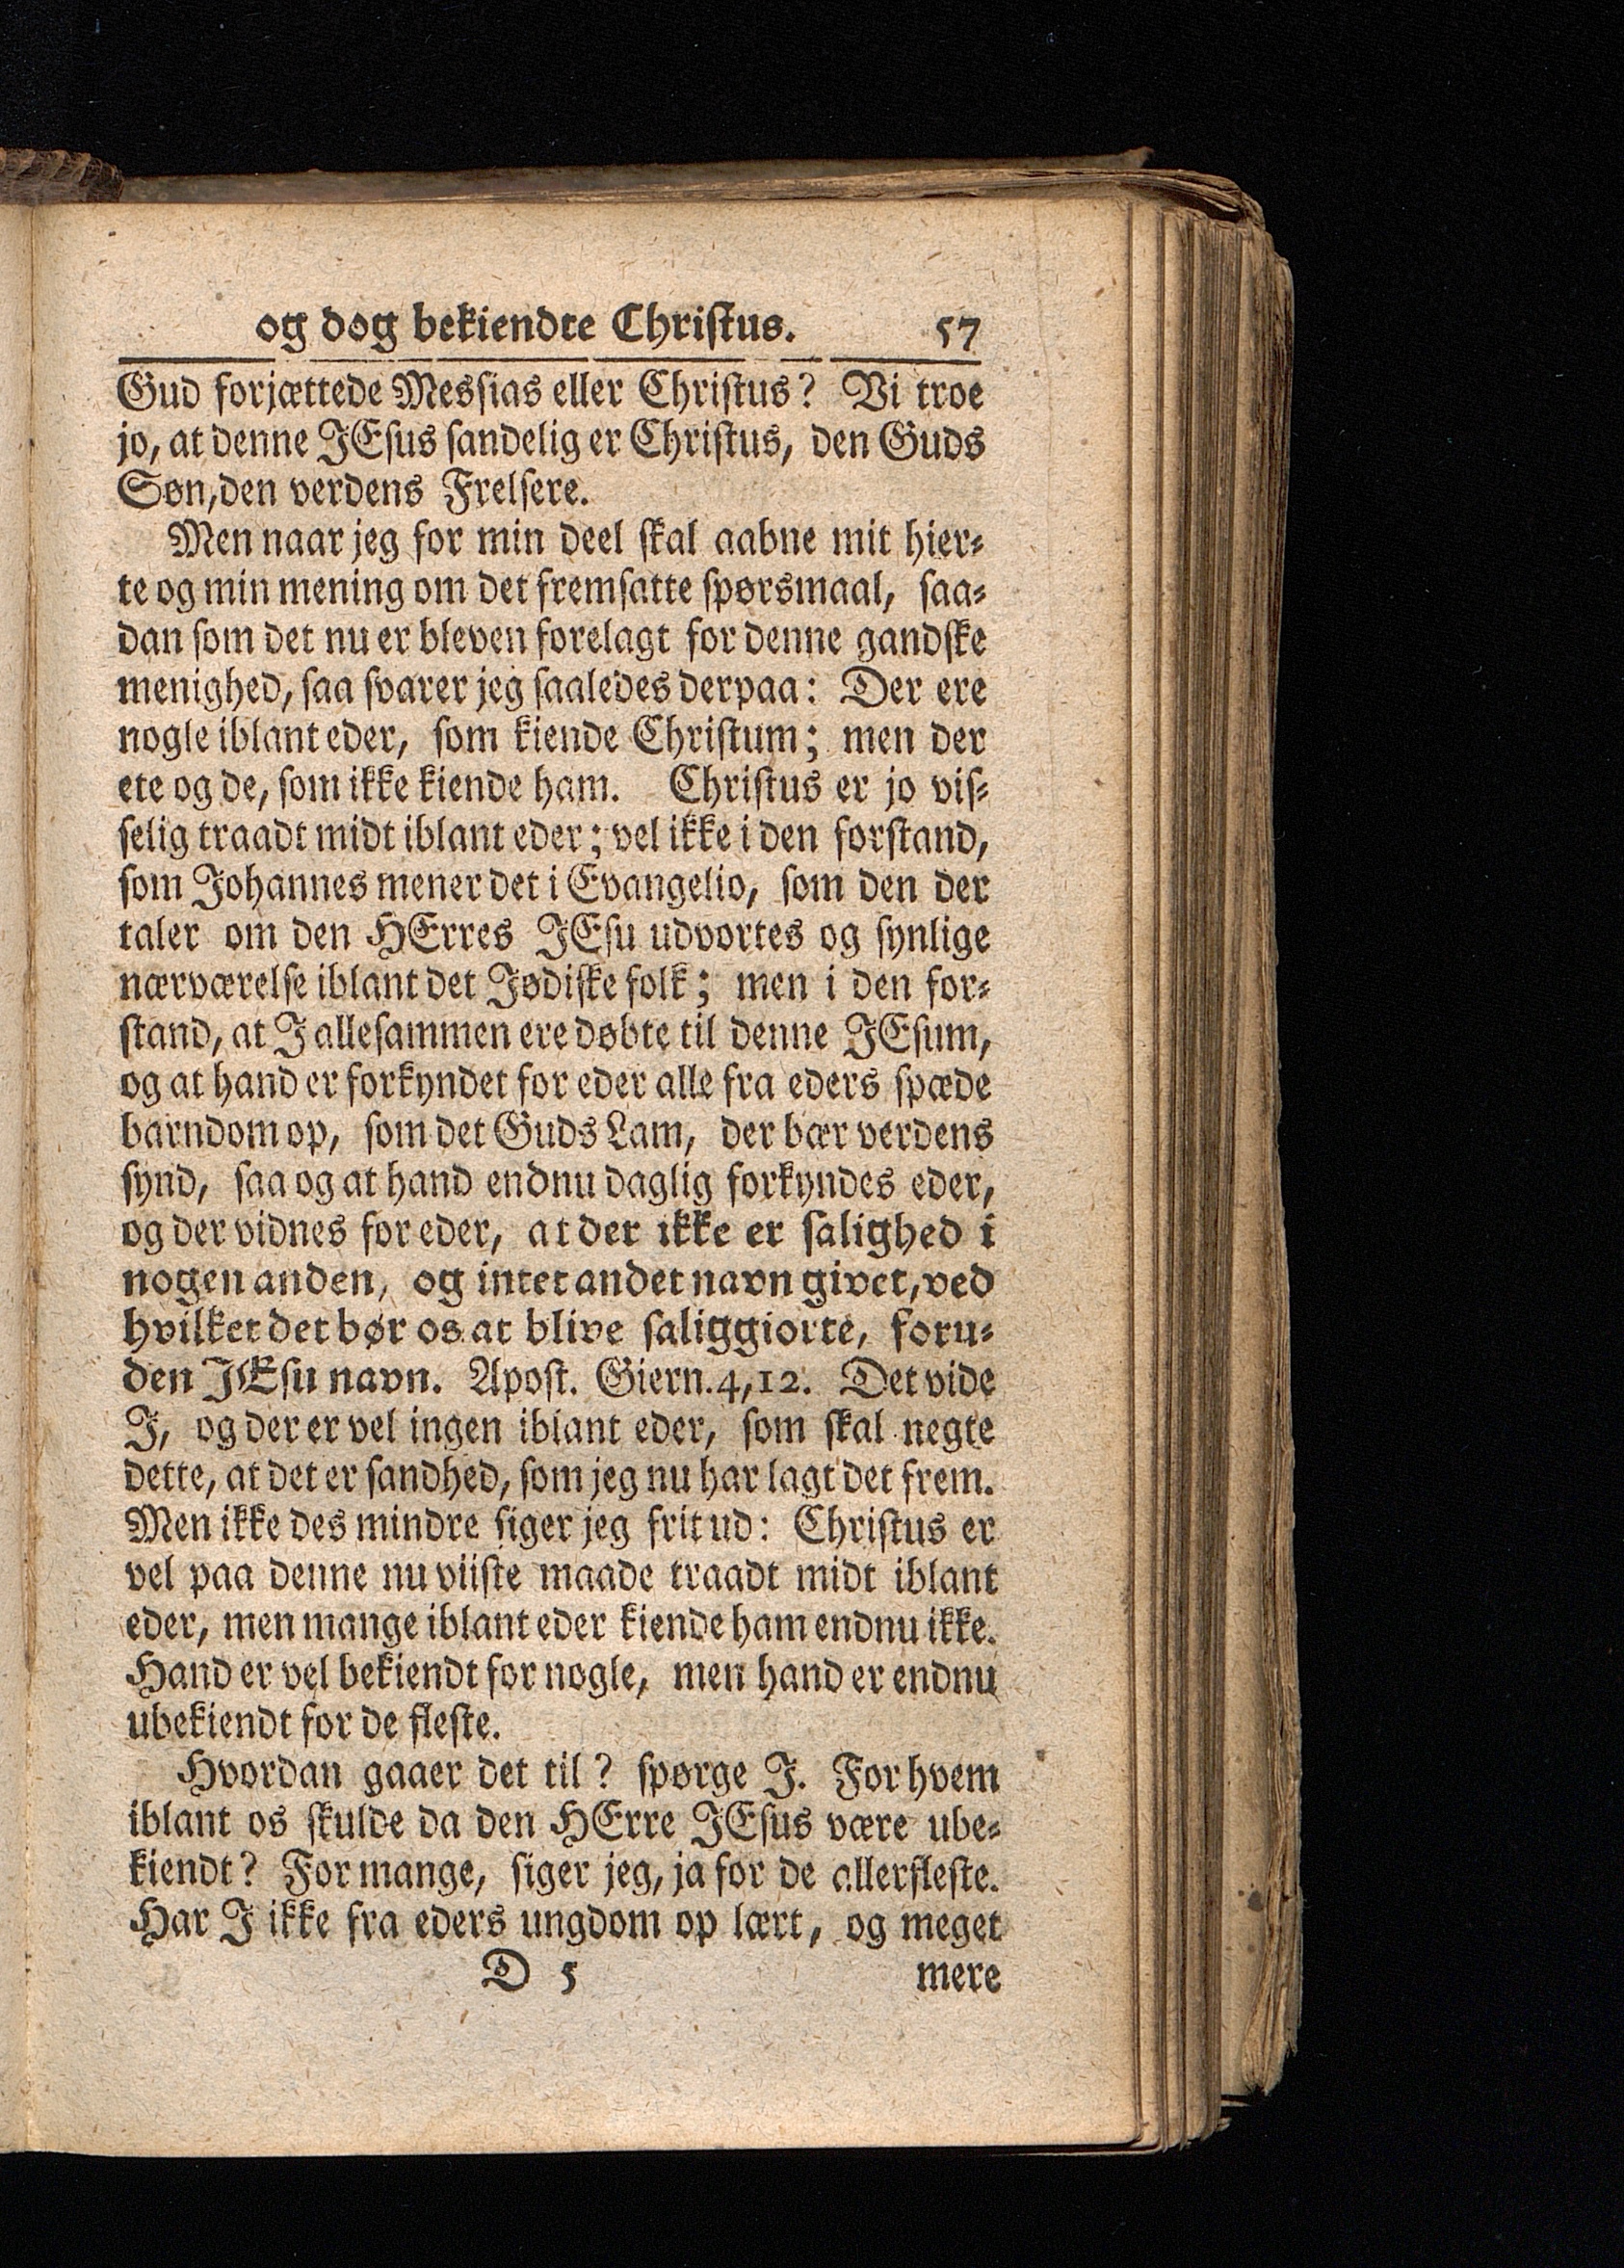 og dog bekiendte Christus. 57
Gud forjættede Messias eller Christus? Vi troe
jo, at denne JEsus sandelig er Christus, den Guds
Søn, den verdens Frelsere.
Men naar jeg for min deel skal aabne mit hier-
te og min mening om det fremsatte spørsmaal, saa-
dan som det nu er bleven forelagt for denne gandske
menighed, saa svarer jeg saaledes derpaa: Der ere
nogle iblant eder, som kiende Christum; men der
ete og de, som ikke kiende ham. Christus er jo vis-
selig traadt midt iblant eder; vel ikke i den forstand,
som Johannes mener det i Evangelio, som den der
taler om den HErres JEsu udvortes og synlige
nærværelse iblant det Jødiske folk; men i den for-
stand, at I allesammen ere døbte til denne JEsum,
og at hand er forkyndet for eder alle fra eders spæde
barndom op, som det Guds Lam, der bær verdens
synd, saa og at hand endnu daglig forkyndes eder,
og der vidnes for eder, at der ikke er salighed i
nogen anden, og intet andet navn givet, ved
hvilket det bør os at blive saliggiorte, foru-
den JEsu navn. Apost. Giern. 4, 12. Det vide
I, og der er vel ingen iblant eder, som skal negte
dette, at det er sandhed, som jeg nu har lagt det frem.
Men ikke des mindre siger jeg frit ud: Christus er
vel paa denne nu viiste maade traadt midt iblant
eder, men mange iblant eder kiende ham endnu ikke.
Hand er vel bekiendt for nogle, men hand er endnu
ubekiendt for de fleste.
Hvordan gaaer det til? spørge I. For hvem
iblant os skulde da den HErre JEsus være ube-
kiendt? For mange, siger jeg, ja for de allerfleste.
Har I ikke fra eders ungdom op lært, og meget
D 5 mere